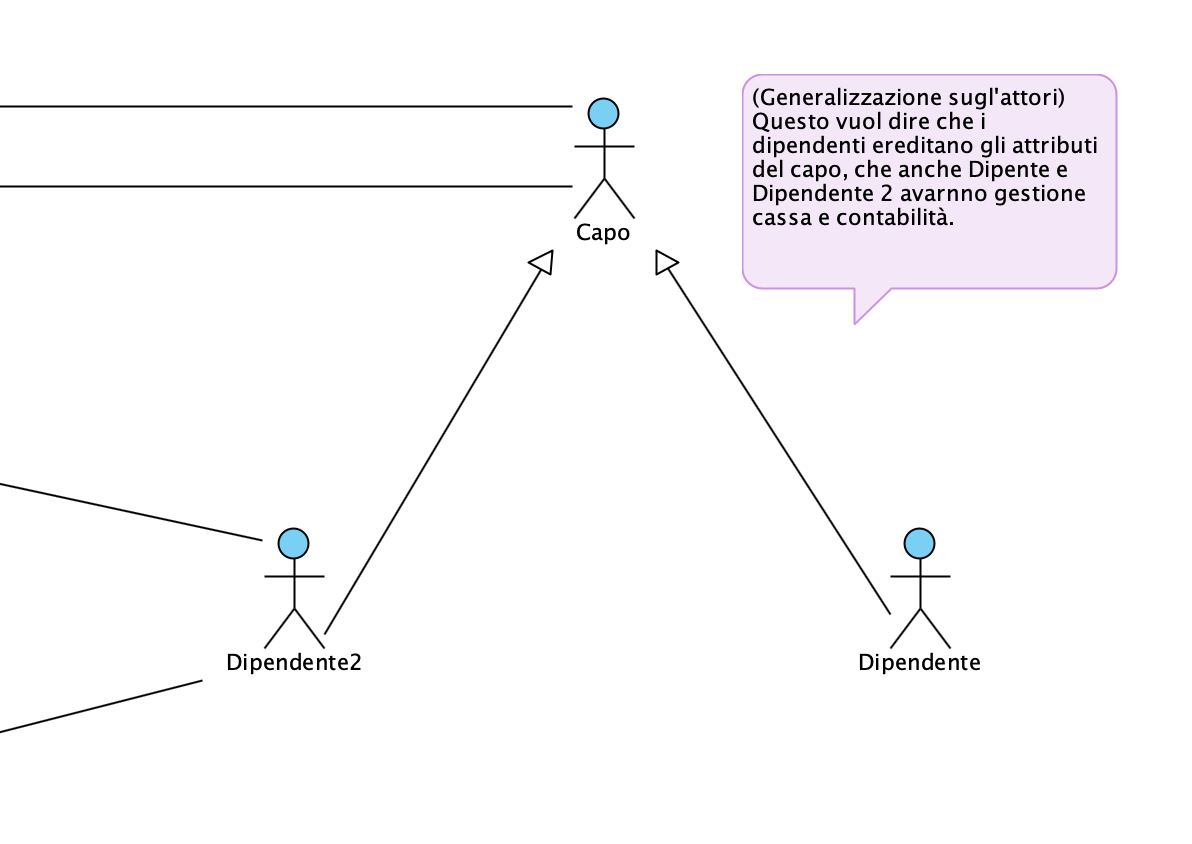 (Generalizzazione sugl'attori)
Questo vuol dire che i
dipendenti ereditano gli attributi
del capo, che anche Dipente e
Dipendente 2 avarnno gestione
cassa e contabilità.
Capo
Dipendente2
Dipendente